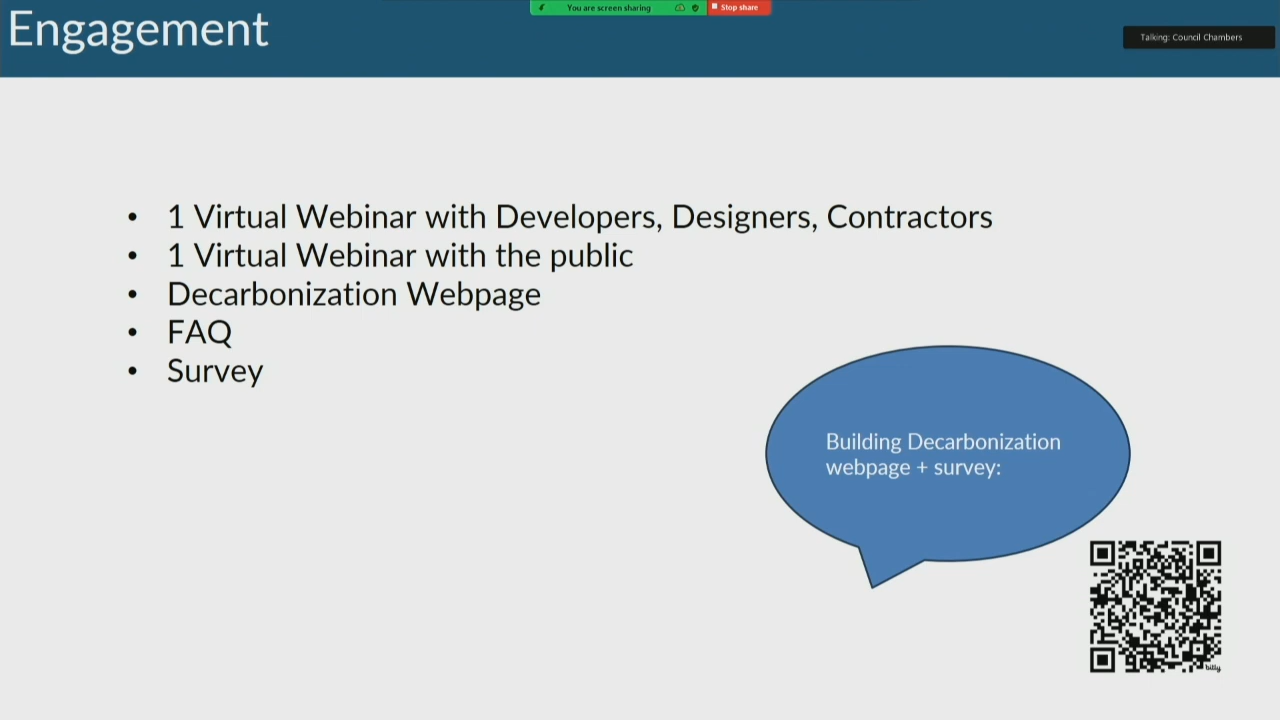 Engagement
You are screen sharing
Stop share
Talking: Council Chambers
• 1 Virtual Webinar with Developers, Designers, Contractors
• 1 Virtual Webinar with the public
• Decarbonization Webpage
• FAQ
• Survey
Building Decarbonization
webpage + survey:
bitly